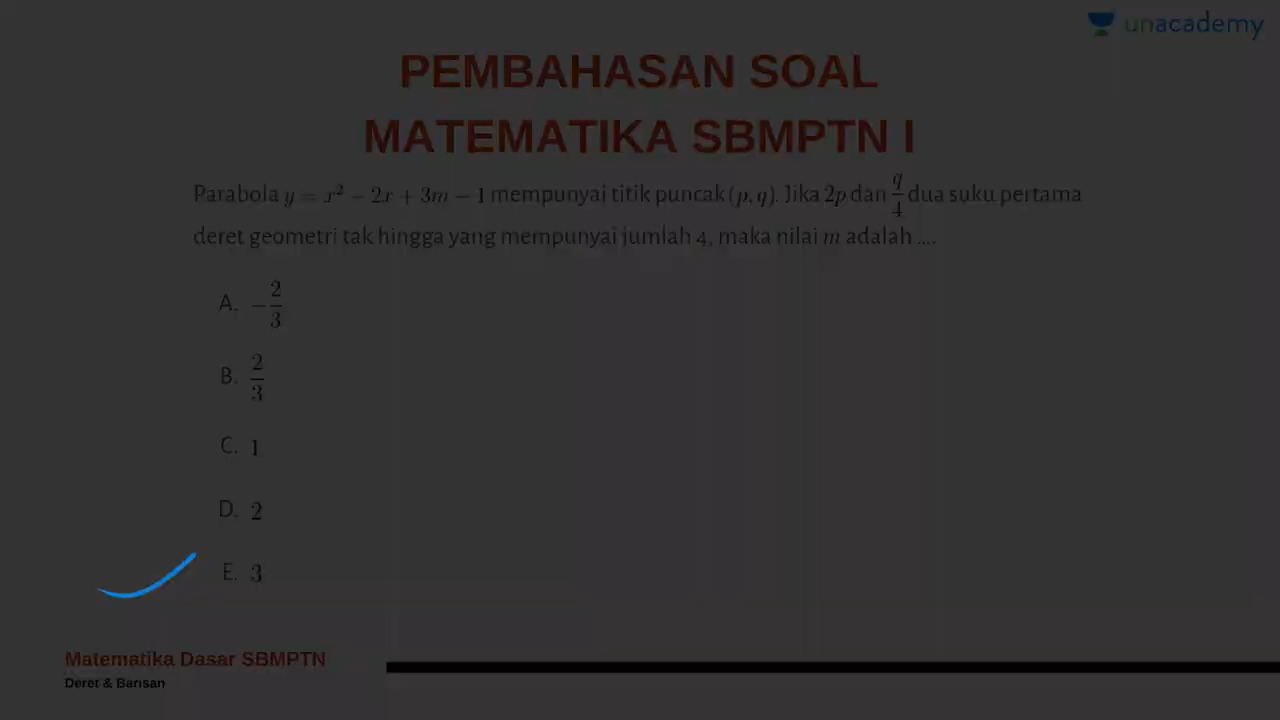 unacademy
PEMBAHASAN SOAL
MATEMATIKA SBMPTN I
Parabola y = x² − 2x + 3m − 1 mempunyai titik puncak (p, q). Jika 2p dan q/4 dua suku pertama
deret geometri tak hingga yang mempunyai jumlah 4, maka nilai m adalah ....
A. −2/3
B. 2/3
C. 1
D. 2
E. 3
Matematika Dasar SBMPTN
Deret & Barisan